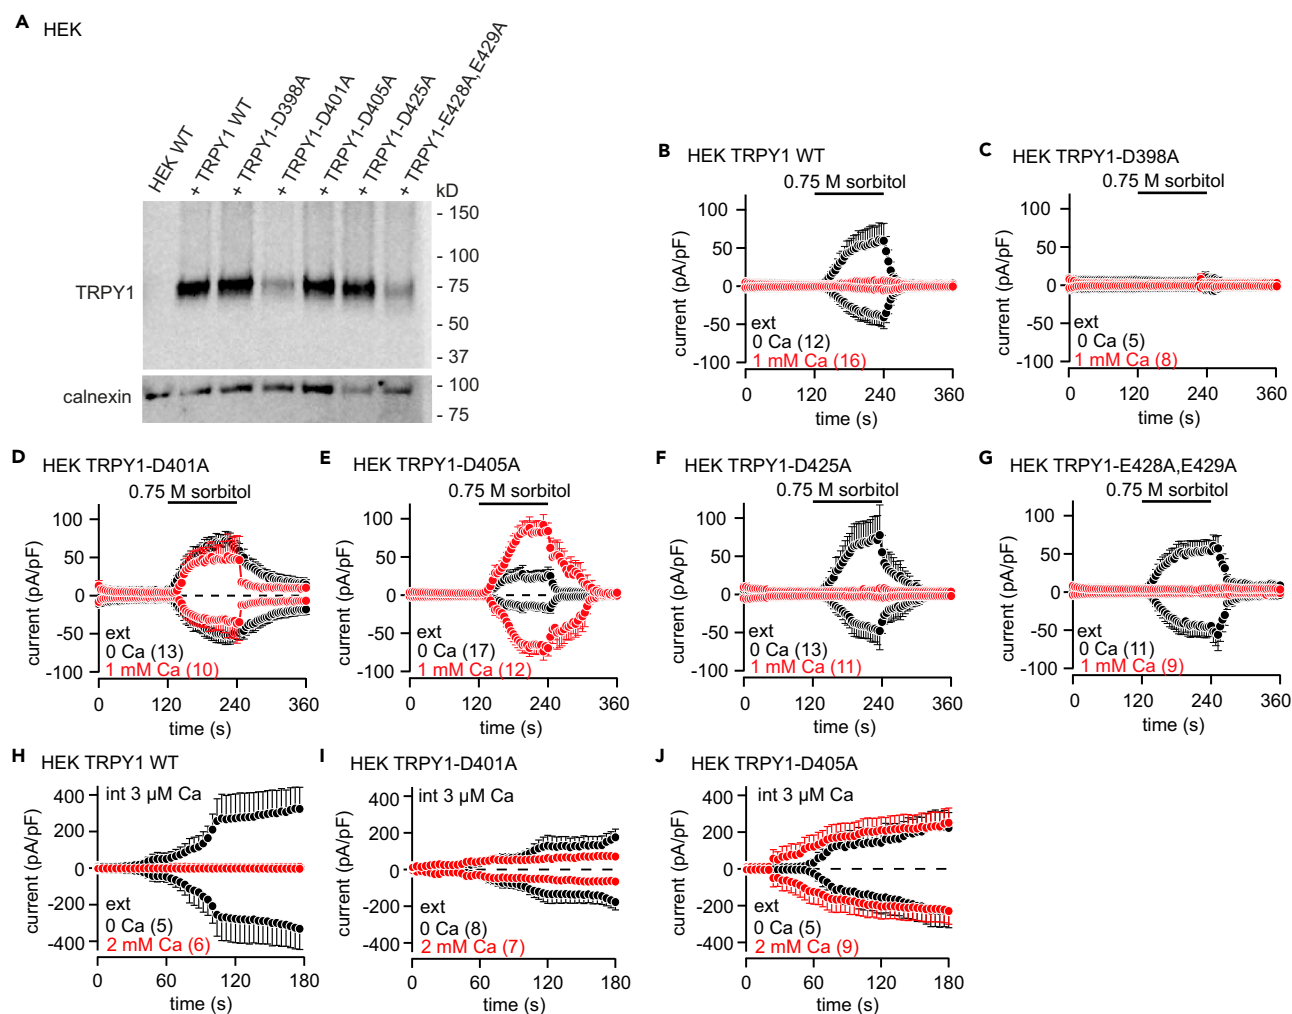 A HEK
HEK WT
+ TRPY1 WT
+ TRPY1-D398A
+ TRPY1-D401A
+ TRPY1-D405A
+ TRPY1-D425A
+ TRPY1-E428A,E429A
kD
- 150
- 100
TRPY1 - 75
- 50
- 37
calnexin - 100
- 75
B HEK TRPY1 WT
0.75 M sorbitol
current (pA/pF)
100
50
0
-50
-100
ext
0 Ca (12)
1 mM Ca (16)
0 120 240 360
time (s)
C HEK TRPY1-D398A
0.75 M sorbitol
current (pA/pF)
100
50
0
-50
-100
ext
0 Ca (5)
1 mM Ca (8)
0 120 240 360
time (s)
D HEK TRPY1-D401A
0.75 M sorbitol
current (pA/pF)
100
50
0
-50
-100
ext
0 Ca (13)
1 mM Ca (10)
0 120 240 360
time (s)
E HEK TRPY1-D405A
0.75 M sorbitol
current (pA/pF)
100
50
0
-50
-100
ext
0 Ca (17)
1 mM Ca (12)
0 120 240 360
time (s)
F HEK TRPY1-D425A
0.75 M sorbitol
current (pA/pF)
100
50
0
-50
-100
ext
0 Ca (13)
1 mM Ca (11)
0 120 240 360
time (s)
G HEK TRPY1-E428A,E429A
0.75 M sorbitol
current (pA/pF)
100
50
0
-50
-100
ext
0 Ca (11)
1 mM Ca (9)
0 120 240 360
time (s)
H HEK TRPY1 WT
int 3 µM Ca
current (pA/pF)
400
200
0
-200
-400
ext
0 Ca (5)
2 mM Ca (6)
0 60 120 180
time (s)
I HEK TRPY1-D401A
int 3 µM Ca
current (pA/pF)
400
200
0
-200
-400
ext
0 Ca (8)
2 mM Ca (7)
0 60 120 180
time (s)
J HEK TRPY1-D405A
int 3 µM Ca
current (pA/pF)
400
200
0
-200
-400
ext
0 Ca (5)
2 mM Ca (9)
0 60 120 180
time (s)